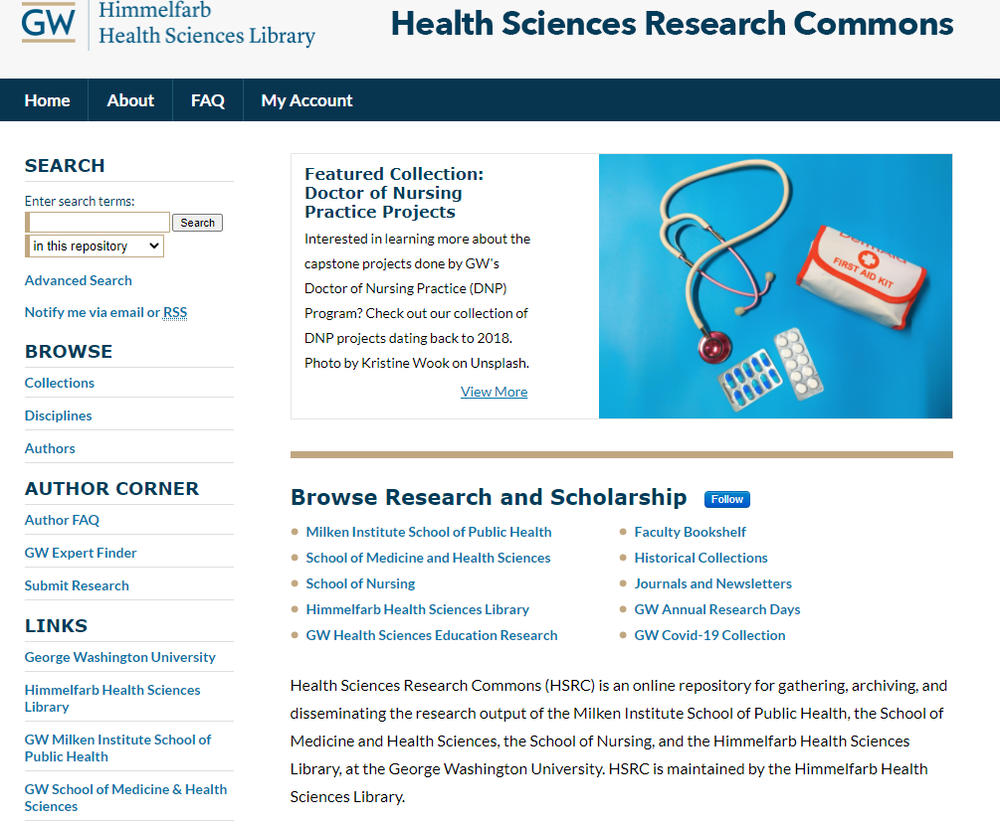 GW
Himmelfarb
Health Sciences Library
Health Sciences Research Commons
Home
About
FAQ
My Account
SEARCH
Enter search terms:
Search
in this repository
Advanced Search
Notify me via email or RSS
BROWSE
Collections
Disciplines
Authors
AUTHOR CORNER
Author FAQ
GW Expert Finder
Submit Research
LINKS
George Washington University
Himmelfarb Health Sciences
Library
GW Milken Institute School of
Public Health
GW School of Medicine & Health
Sciences
Featured Collection:
Doctor of Nursing
Practice Projects
Interested in learning more about the
capstone projects done by GW's
Doctor of Nursing Practice (DNP)
Program? Check out our collection of
DNP projects dating back to 2018.
Photo by Kristine Wook on Unsplash.
View More
FIRST AID KIT
Browse Research and Scholarship
Follow
Milken Institute School of Public Health
School of Medicine and Health Sciences
School of Nursing
Himmelfarb Health Sciences Library
GW Health Sciences Education Research
Faculty Bookshelf
Historical Collections
Journals and Newsletters
GW Annual Research Days
GW Covid-19 Collection
Health Sciences Research Commons (HSRC) is an online repository for gathering, archiving, and
disseminating the research output of the Milken Institute School of Public Health, the School of
Medicine and Health Sciences, the School of Nursing, and the Himmelfarb Health Sciences
Library, at the George Washington University. HSRC is maintained by the Himmelfarb Health
Sciences Library.